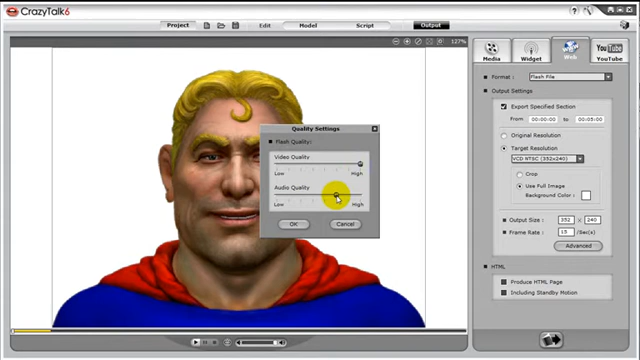 CrazyTalk6
Project
Edit
Model
Script
Output
127%
Media
Widget
Web
You Tube
YouTube
Format :
Flash File
Output Settings
Export Specified Section
From 00:00:00 to 00:05:00
Original Resolution
Target Resolution
VCD NTSC (352x240)
Crop
Use Full Image
Background Color :
Output Size : 352 x 240
Frame Rate : 15 /Sec(s)
Advanced
HTML
Produce HTML Page
Including Standby Motion
Quality Settings
Flash Quality:
Video Quality
Low High
Audio Quality
Low High
OK Cancel